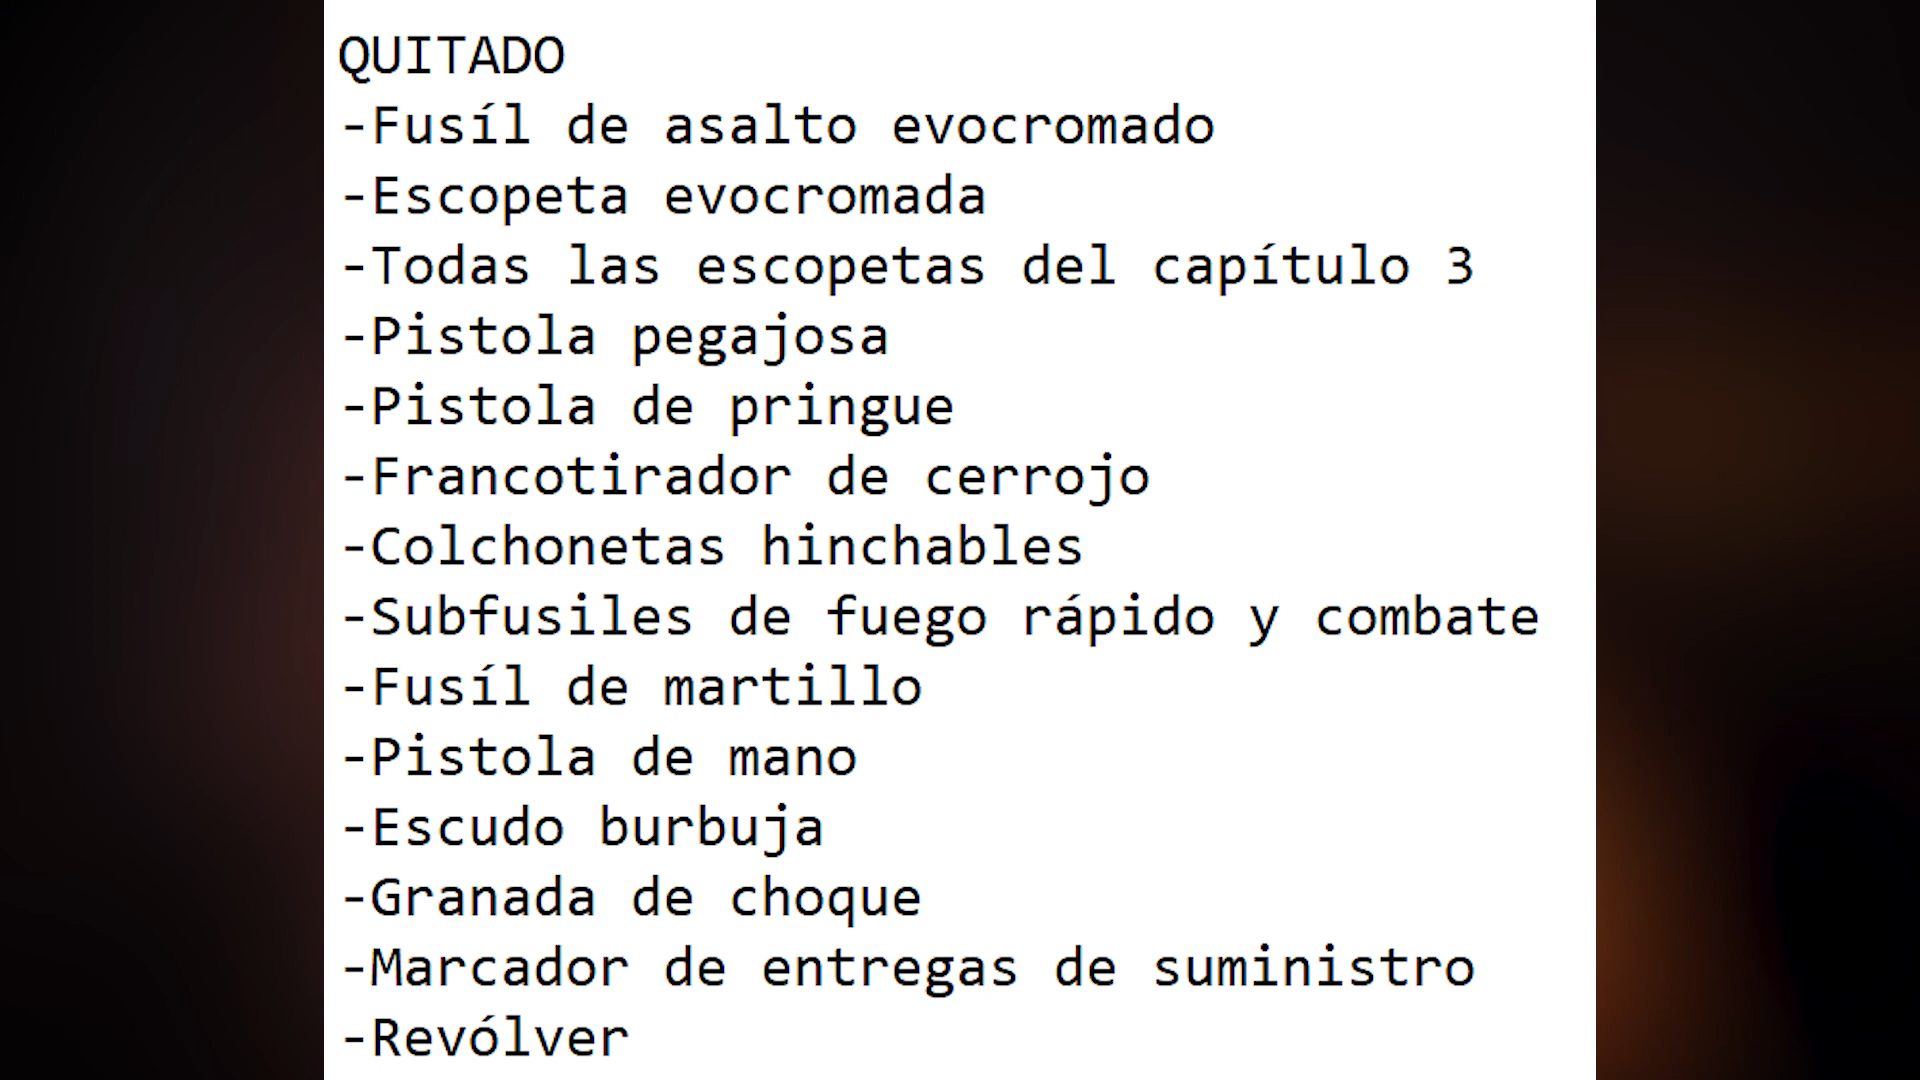 QUITADO
-Fusíl de asalto evocromado
-Escopeta evocromada
-Todas las escopetas del capítulo 3
-Pistola pegajosa
-Pistola de pringue
-Francotirador de cerrojo
-Colchonetas hinchables
-Subfusiles de fuego rápido y combate
-Fusíl de martillo
-Pistola de mano
-Escudo burbuja
-Granada de choque
-Marcador de entregas de suministro
-Revólver